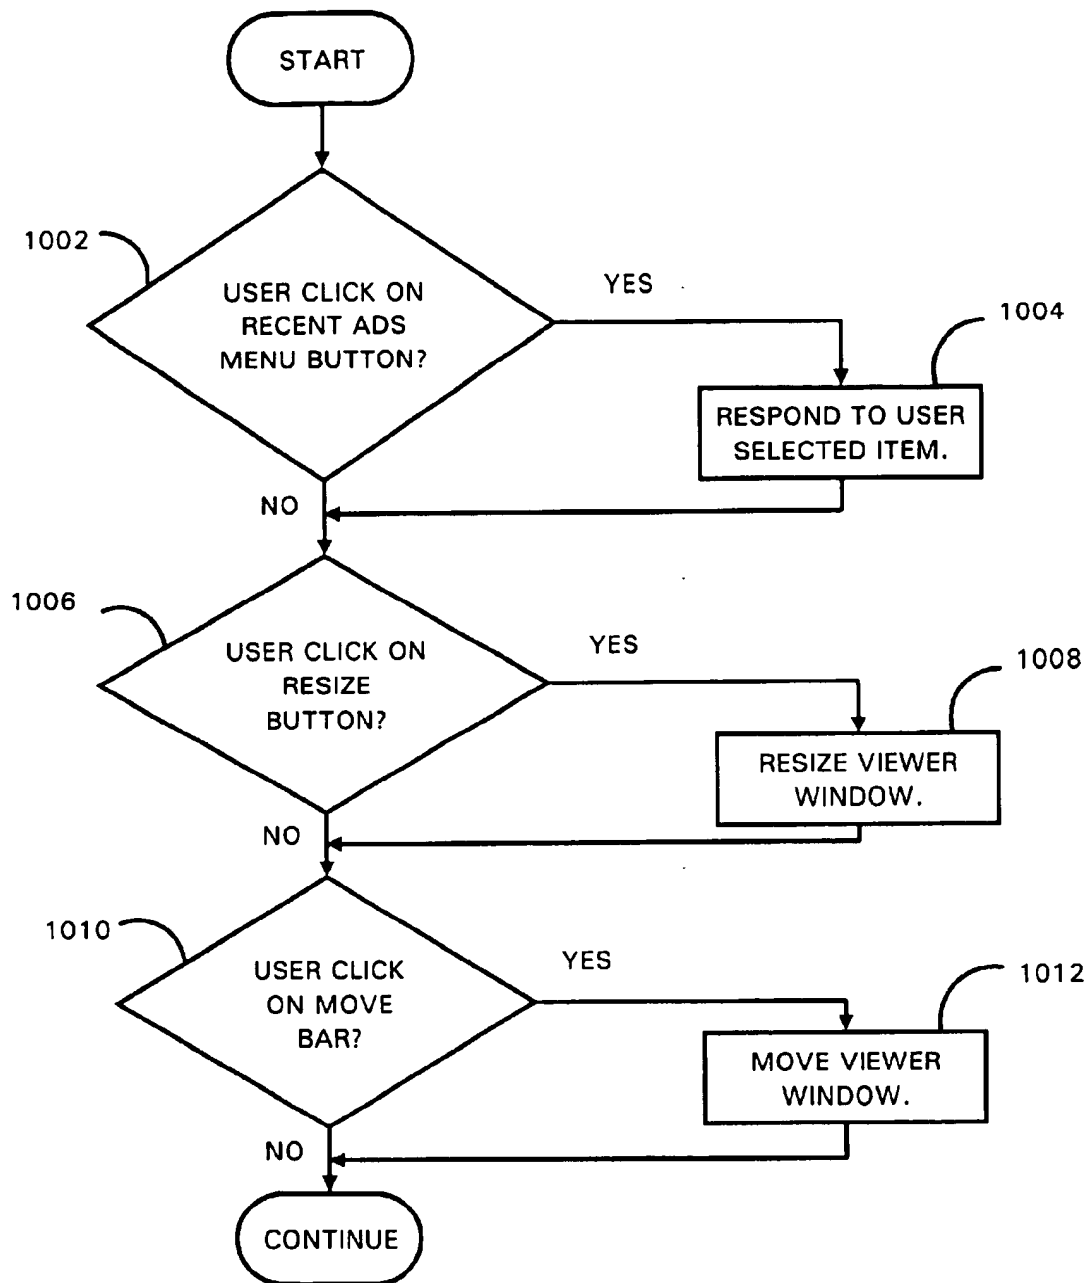 START
1002
USER CLICK ON
RECENT ADS
MENU BUTTON?
YES
1004
RESPOND TO USER
SELECTED ITEM.
NO
1006
USER CLICK ON
RESIZE
BUTTON?
YES
1008
RESIZE VIEWER
WINDOW.
NO
1010
USER CLICK
ON MOVE
BAR?
YES
1012
MOVE VIEWER
WINDOW.
NO
CONTINUE